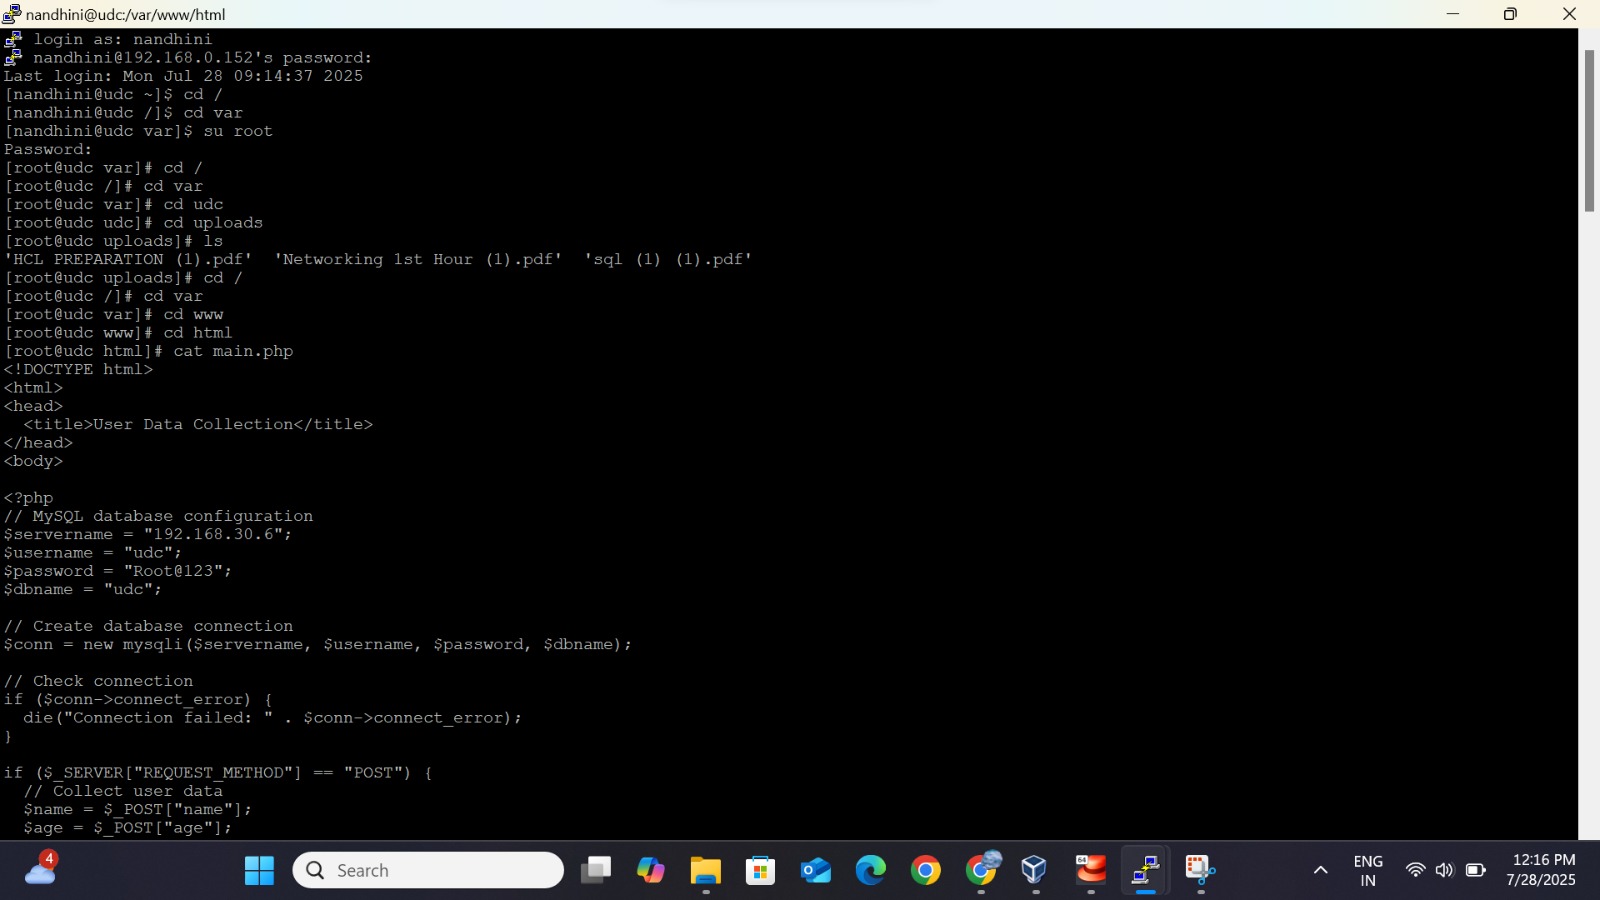 nandhini@udc:/var/www/html
login as: nandhini
nandhini@192.168.0.152's password:
Last login: Mon Jul 28 09:14:37 2025
[nandhini@udc ~]$ cd /
[nandhini@udc /]$ cd var
[nandhini@udc var]$ su root
Password:
[root@udc var]# cd /
[root@udc /]# cd var
[root@udc var]# cd udc
[root@udc udc]# cd uploads
[root@udc uploads]# ls
'HCL PREPARATION (1).pdf'  'Networking 1st Hour (1).pdf'  'sql (1) (1).pdf'
[root@udc uploads]# cd /
[root@udc /]# cd var
[root@udc var]# cd www
[root@udc www]# cd html
[root@udc html]# cat main.php
<!DOCTYPE html>
<html>
<head>
  <title>User Data Collection</title>
</head>
<body>
<?php
// MySQL database configuration
$servername = "192.168.30.6";
$username = "udc";
$password = "Root@123";
$dbname = "udc";
// Create database connection
$conn = new mysqli($servername, $username, $password, $dbname);
// Check connection
if ($conn->connect_error) {
  die("Connection failed: " . $conn->connect_error);
}
if ($_SERVER["REQUEST_METHOD"] == "POST") {
  // Collect user data
  $name = $_POST["name"];
  $age = $_POST["age"];
4
Search
64
ENG
IN
12:16 PM
7/28/2025